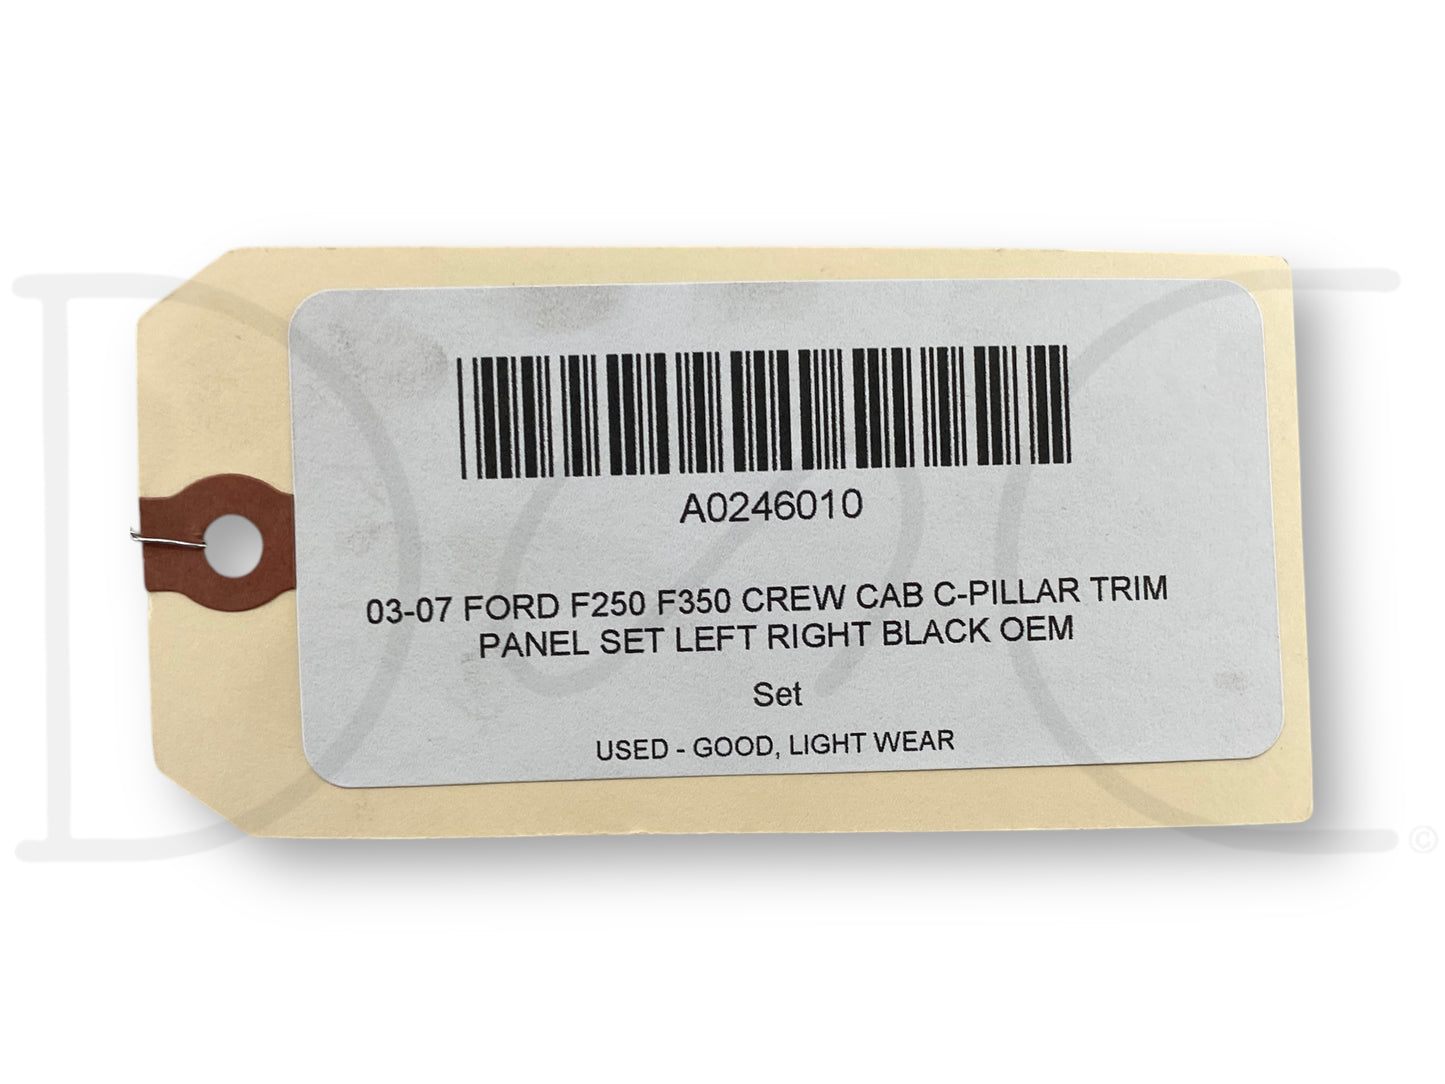 A0246010
03-07 FORD F250 F350 CREW CAB C-PILLAR TRIM
PANEL SET LEFT RIGHT BLACK OEM
Set
USED - GOOD, LIGHT WEAR
©